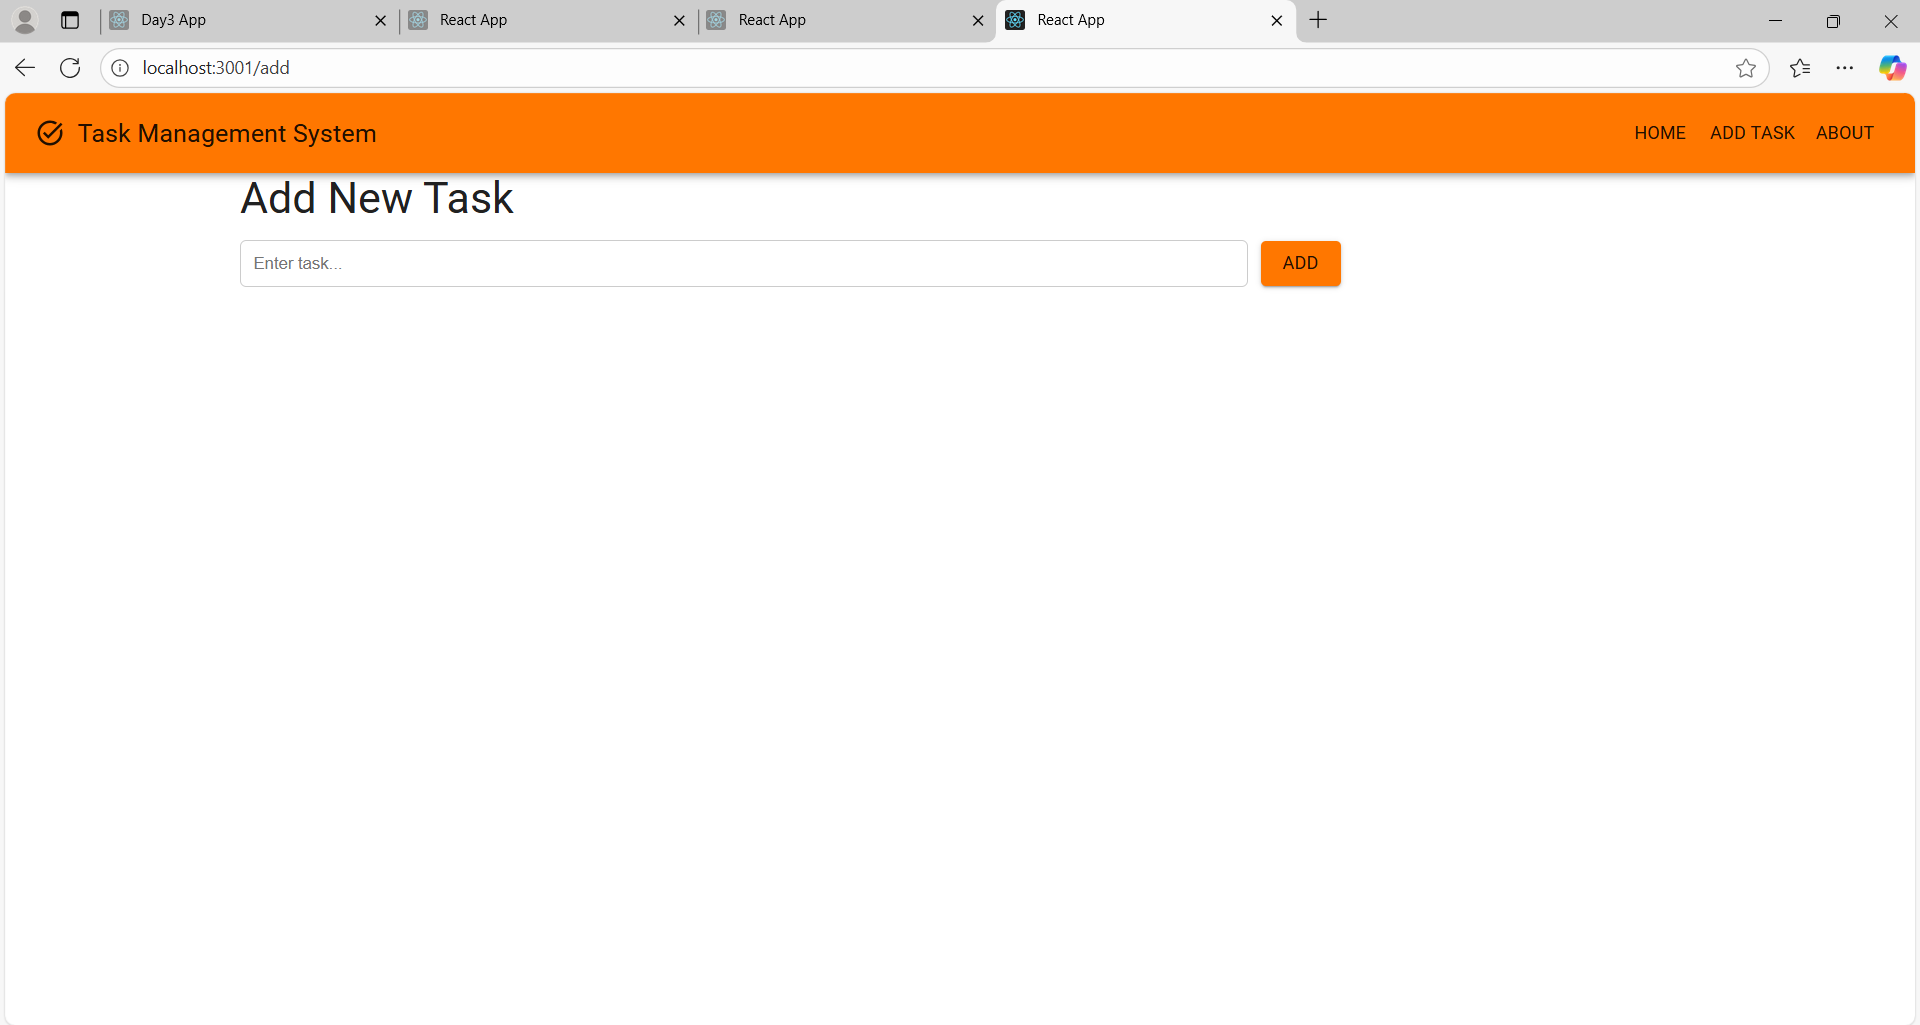 Day3 App
React App
React App
React App
localhost:3001/add
Task Management System
HOME
ADD TASK
ABOUT
Add New Task
Enter task...
ADD